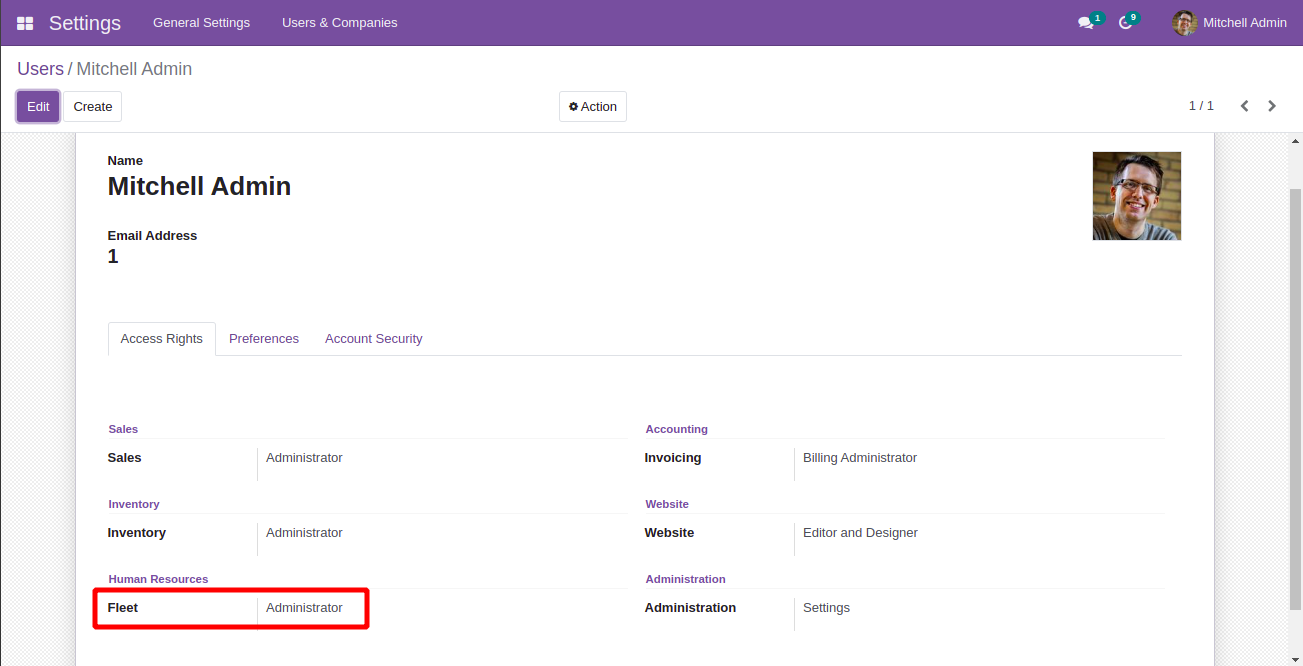 Settings General Settings Users & Companies 1 9 Mitchell Admin
Users / Mitchell Admin
Edit Create Action 1 / 1
Name
Mitchell Admin
Email Address
1
Access Rights Preferences Account Security
Sales Accounting
Sales Administrator Invoicing Billing Administrator
Inventory Website
Inventory Administrator Website Editor and Designer
Human Resources Administration
Fleet Administrator Administration Settings